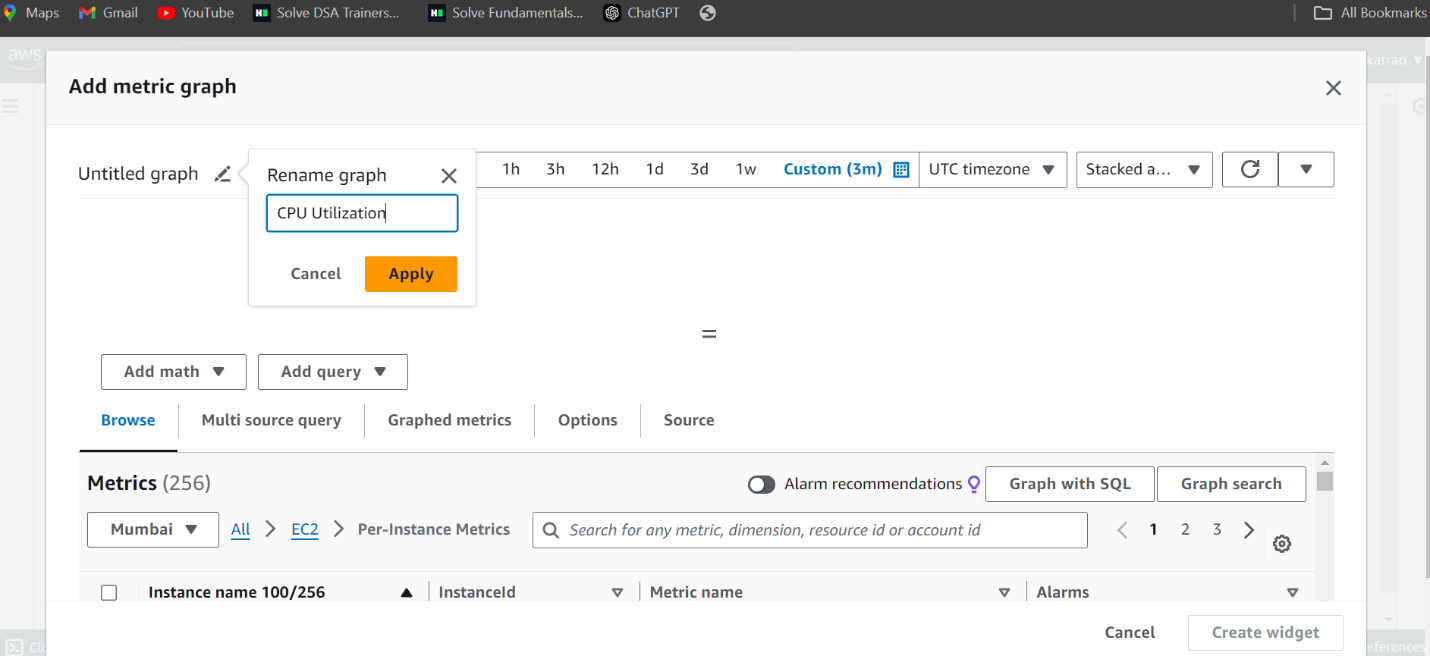 Maps Gmail YouTube Solve DSA Trainers... Solve Fundamentals... ChatGPT All Bookmarks
aws katrao
Add metric graph
Untitled graph Rename graph 1h 3h 12h 1d 3d 1w Custom (3m) UTC timezone Stacked a...
CPU Utilization
Cancel Apply
=
Add math Add query
Browse Multi source query Graphed metrics Options Source
Metrics (256) Alarm recommendations Graph with SQL Graph search
Mumbai All EC2 Per-Instance Metrics Search for any metric, dimension, resource id or account id 1 2 3
Instance name 100/256 InstanceId Metric name Alarms
Cancel Create widget
Clo eferences